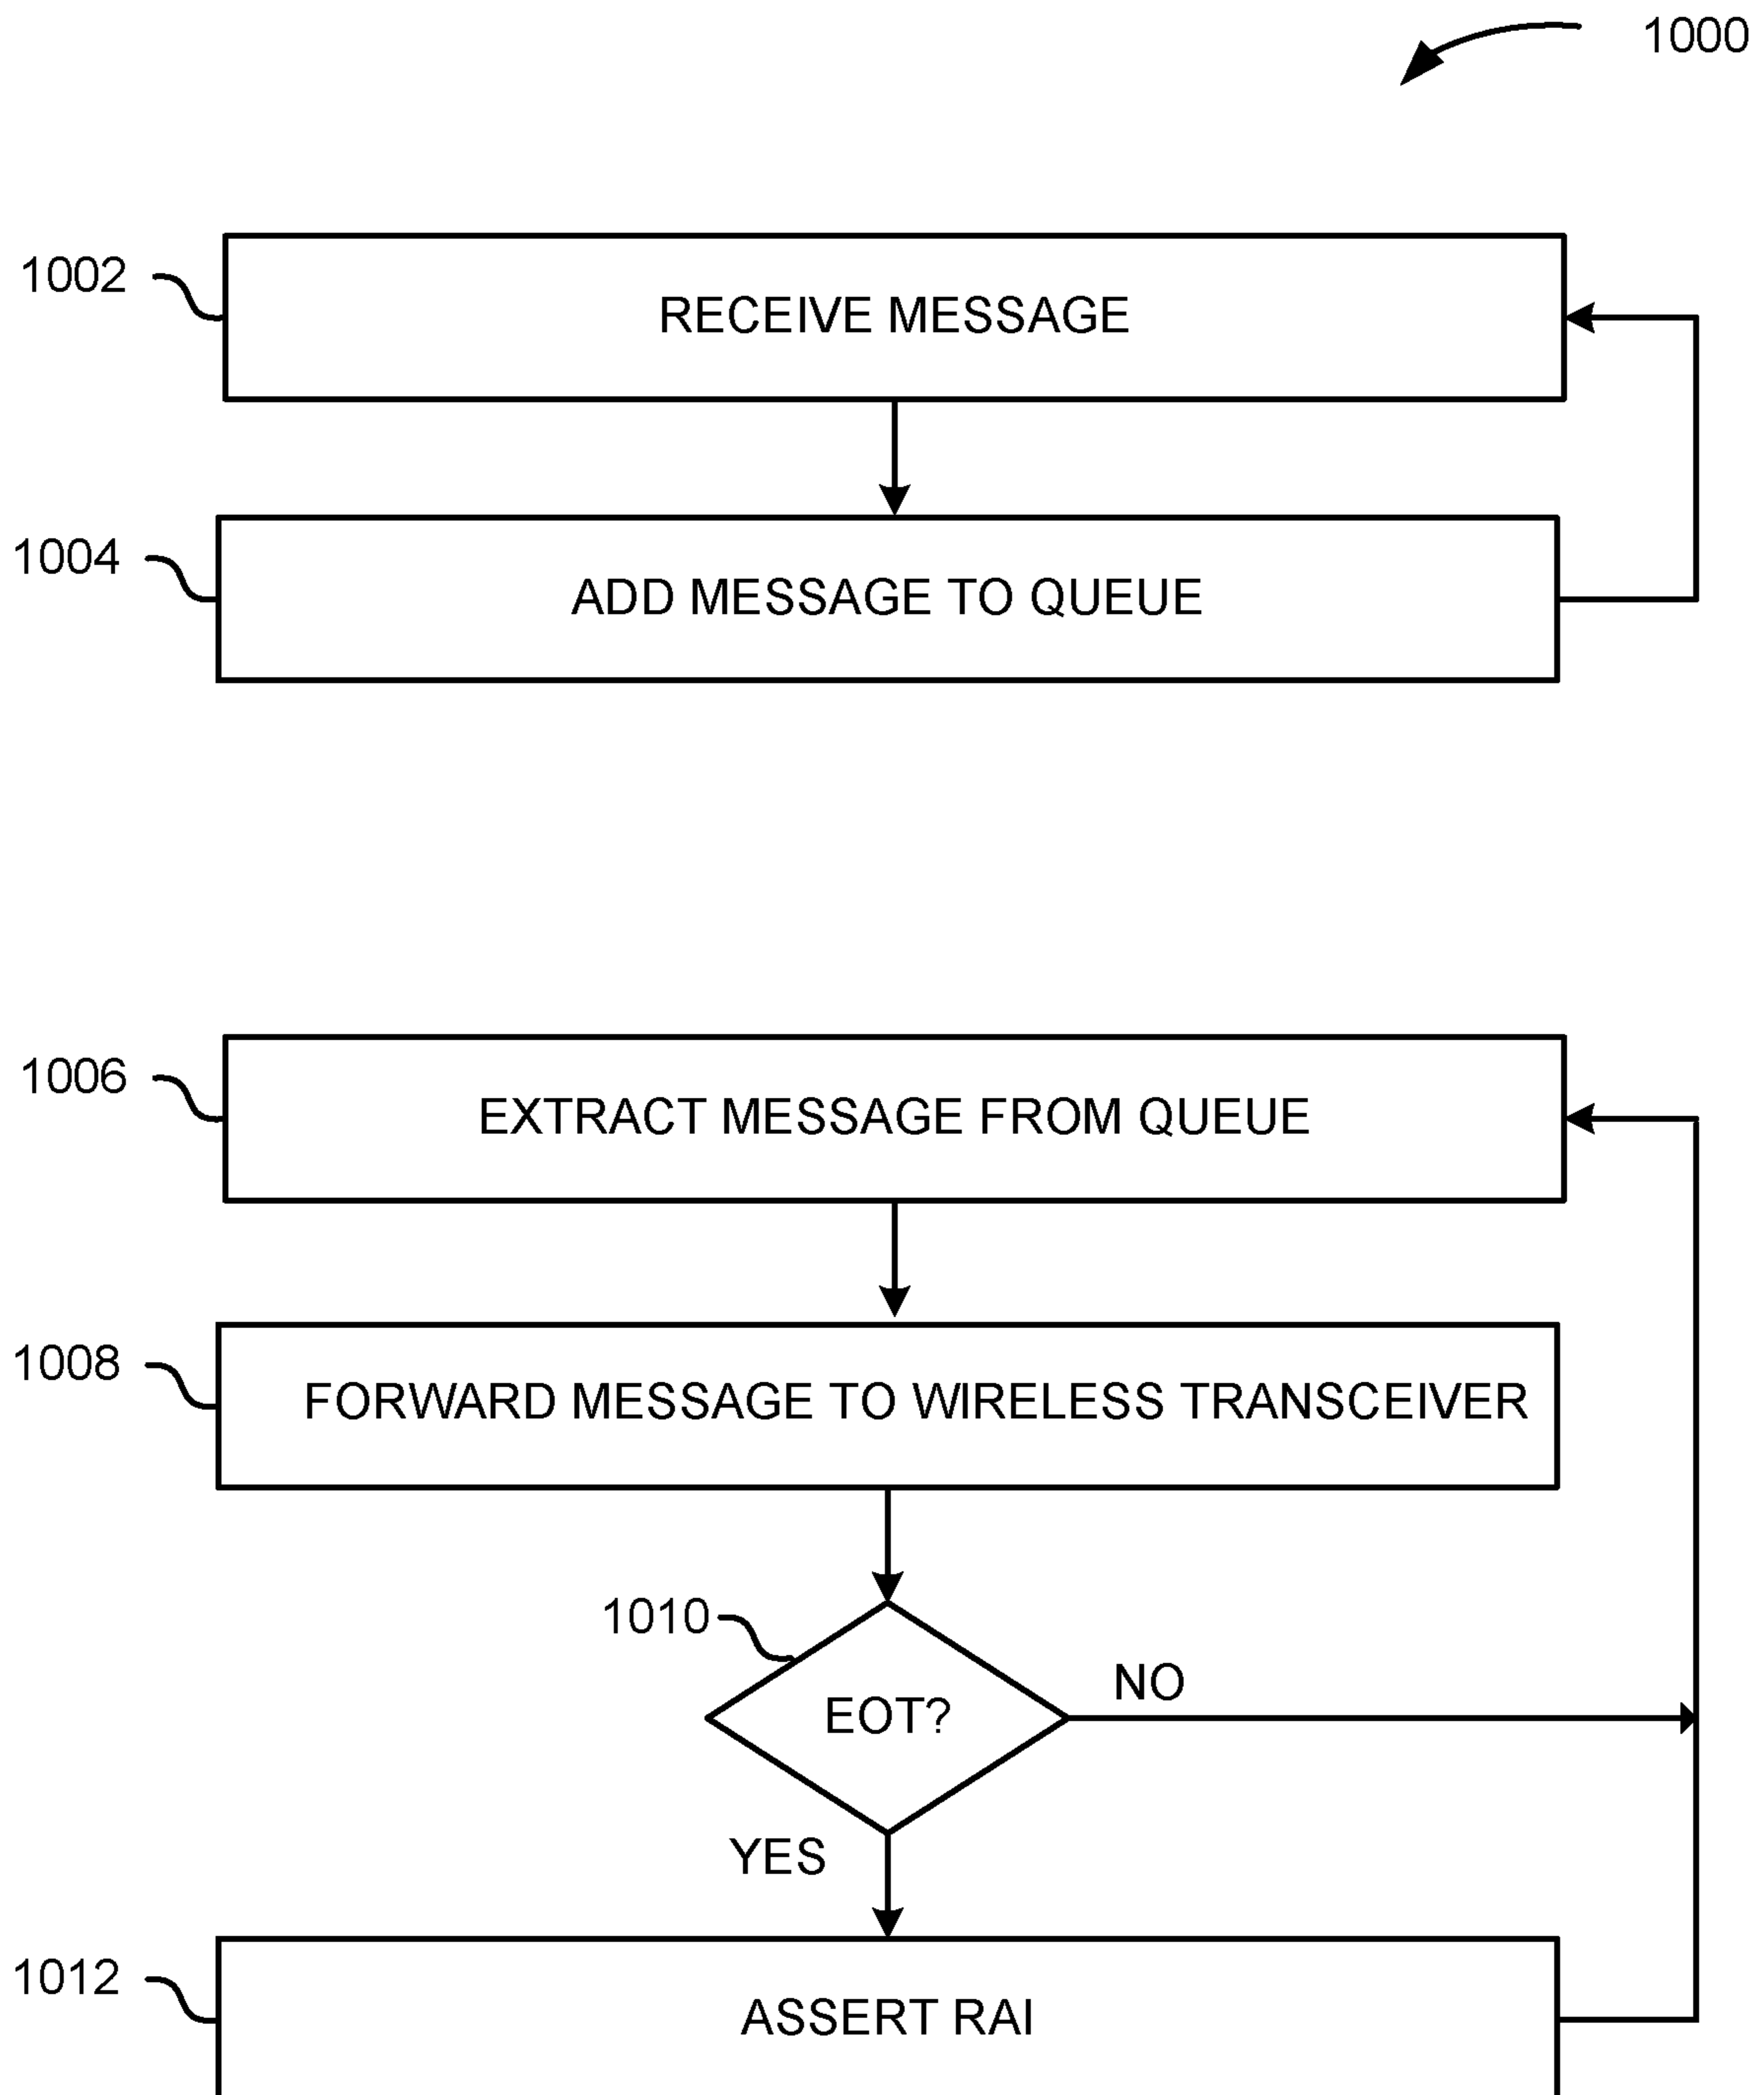 1000
1002
RECEIVE MESSAGE
1004
ADD MESSAGE TO QUEUE
1006
EXTRACT MESSAGE FROM QUEUE
1008
FORWARD MESSAGE TO WIRELESS TRANSCEIVER
1010
EOT?
NO
YES
1012
ASSERT RAI